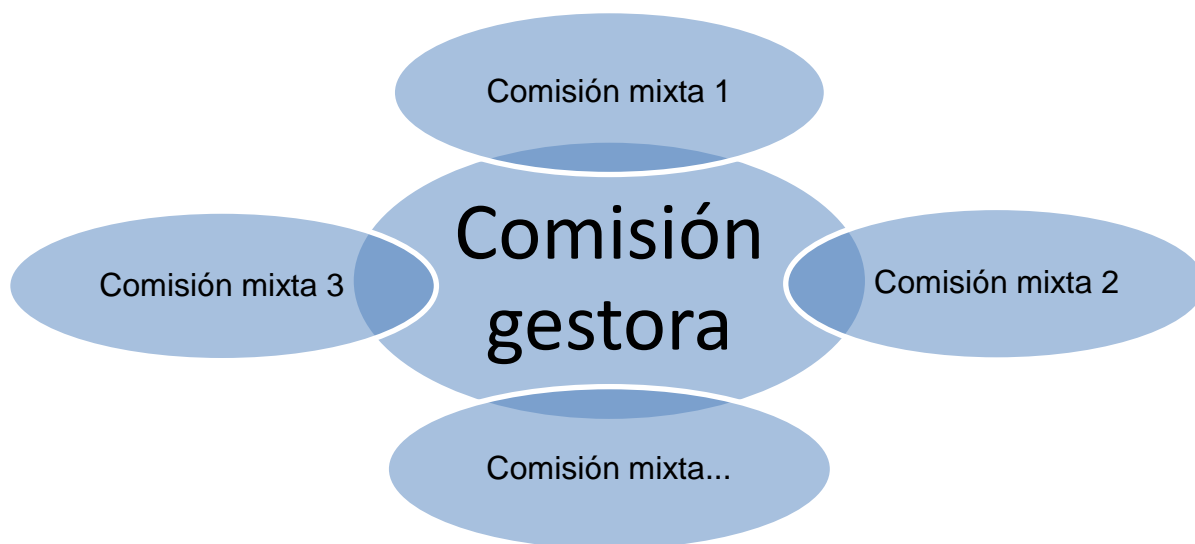 Comisión mixta 1
Comisión
gestora
Comisión mixta 3
Comisión mixta 2
Comisión mixta...